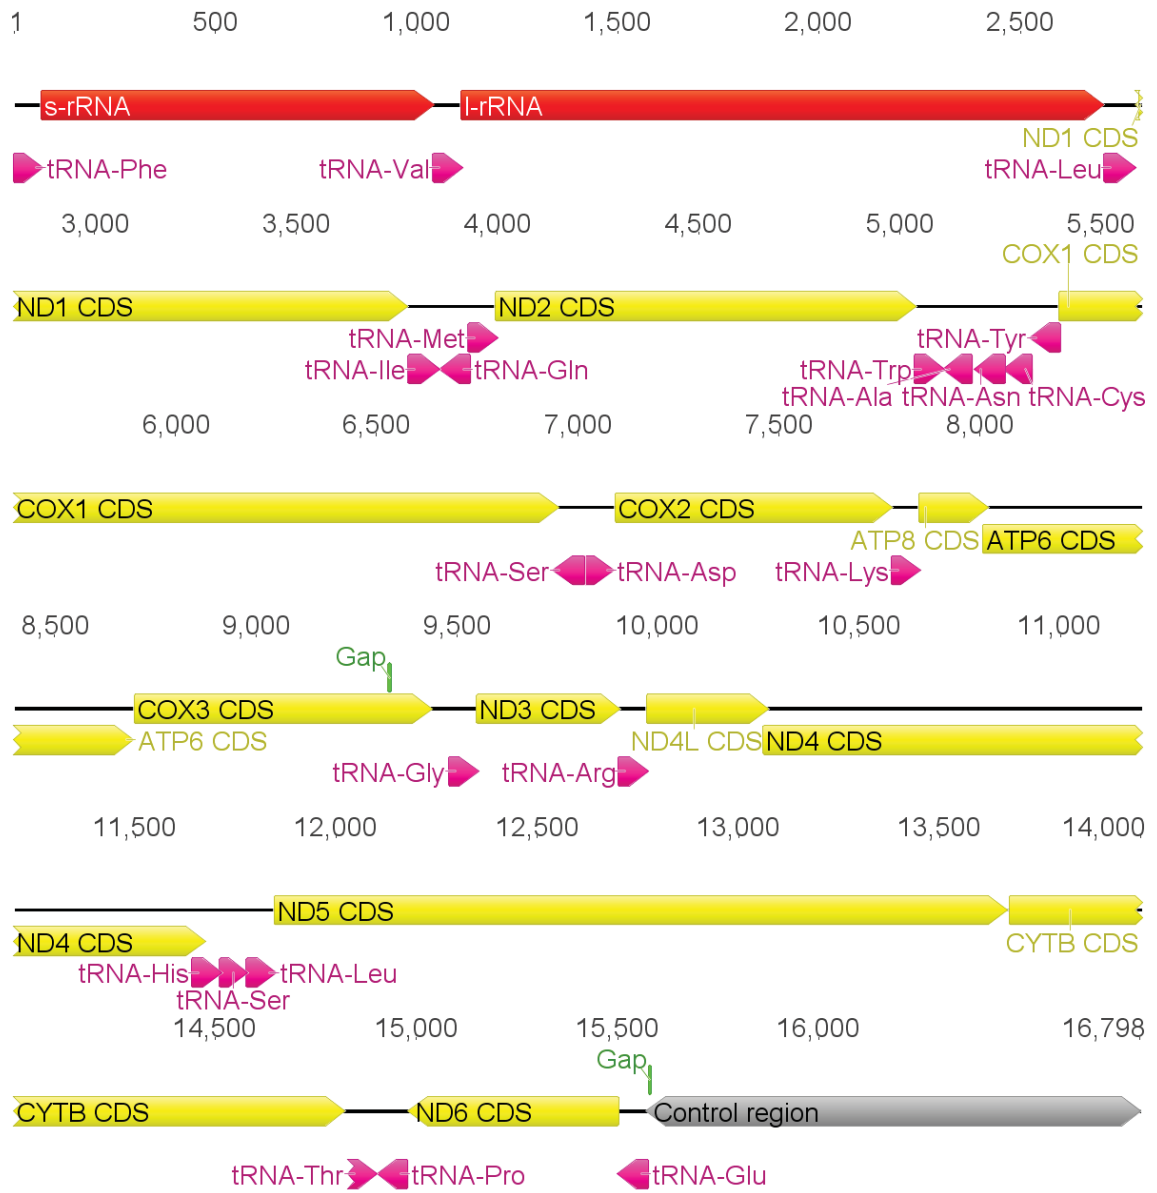 1 500 1,000 1,500 2,000 2,500
s-rRNA l-rRNA
ND1 CDS
tRNA-Phe tRNA-Val tRNA-Leu
3,000 3,500 4,000 4,500 5,000 5,500
COX1 CDS
ND1 CDS ND2 CDS
tRNA-Met tRNA-Tyr
tRNA-Ile tRNA-Gln tRNA-Trp
tRNA-Ala tRNA-Asn tRNA-Cys
6,000 6,500 7,000 7,500 8,000
COX1 CDS COX2 CDS
ATP8 CDS ATP6 CDS
tRNA-Ser tRNA-Asp tRNA-Lys
8,500 9,000 9,500 10,000 10,500 11,000
Gap
COX3 CDS ND3 CDS
ATP6 CDS ND4L CDS ND4 CDS
tRNA-Gly tRNA-Arg
11,500 12,000 12,500 13,000 13,500 14,000
ND5 CDS
ND4 CDS CYTB CDS
tRNA-His tRNA-Leu
tRNA-Ser
14,500 15,000 15,500 16,000 16,798
Gap
CYTB CDS ND6 CDS Control region
tRNA-Thr tRNA-Pro tRNA-Glu